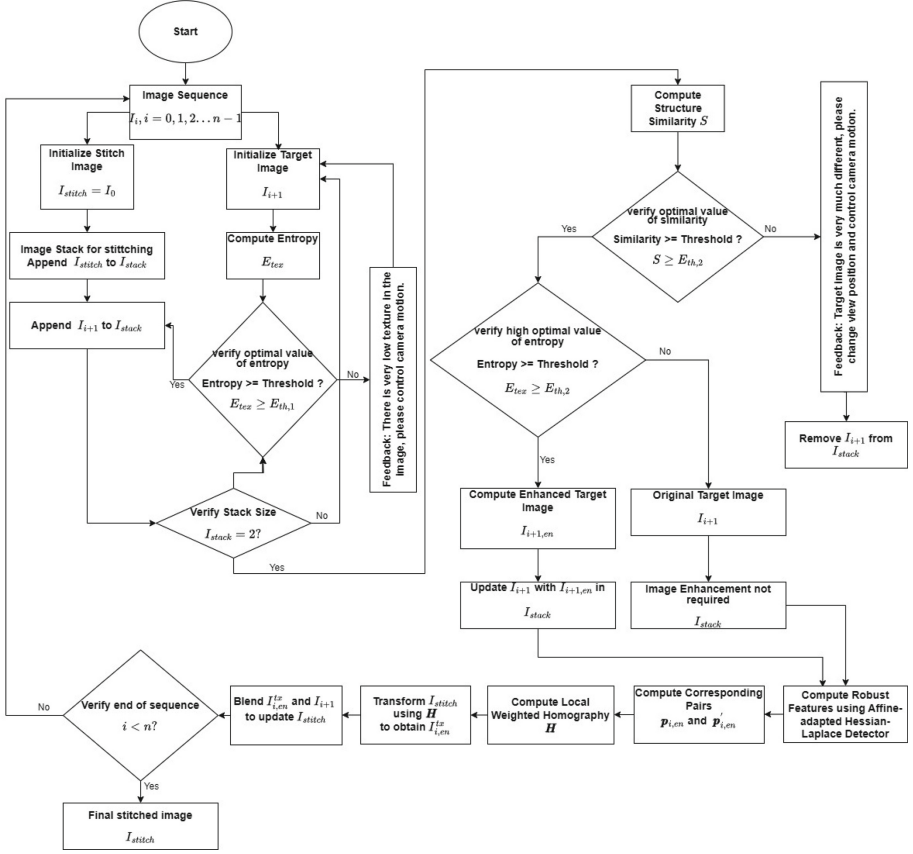 Start
Image Sequence
I_i, i = 0, 1, 2 … n − 1
Initialize Stitch
Image
I_stitch = I_0
Initialize Target
Image
I_{i+1}
Image Stack for stittching
Append I_stitch to I_stack
Compute Entropy
E_tex
Append I_{i+1} to I_stack
verify optimal value
of entropy
Entropy >= Threshold ?
E_tex ≥ E_{th,1}
Yes
No
Feedback: There is very low texture in the
image, please control camera motion.
Verify Stack Size
I_stack = 2?
No
Yes
Compute
Structure
Similarity S
verify optimal value
of similarity
Similarity >= Threshold ?
S ≥ E_{th,2}
Yes
No
Feedback: Target image is very much different, please
change view position and control camera motion.
Remove I_{i+1} from
I_stack
verify high optimal value
of entropy
Entropy >= Threshold ?
E_tex ≥ E_{th,2}
No
Yes
Compute Enhanced Target
Image
I_{i+1,en}
Original Target Image
I_{i+1}
Update I_{i+1} with I_{i+1,en} in
I_stack
Image Enhancement not
required
I_stack
Compute Robust
Features using Affine-
adapted Hessian-
Laplace Detector
Compute Corresponding
Pairs
p_{i,en} and p'_{i,en}
Compute Local
Weighted Homography
H
Transform I_stitch
using H
to obtain I^{tx}_{i,en}
Blend I^{tx}_{i,en} and I_{i+1}
to update I_stitch
Verify end of sequence
i < n?
No
Yes
Final stitched image
I_stitch